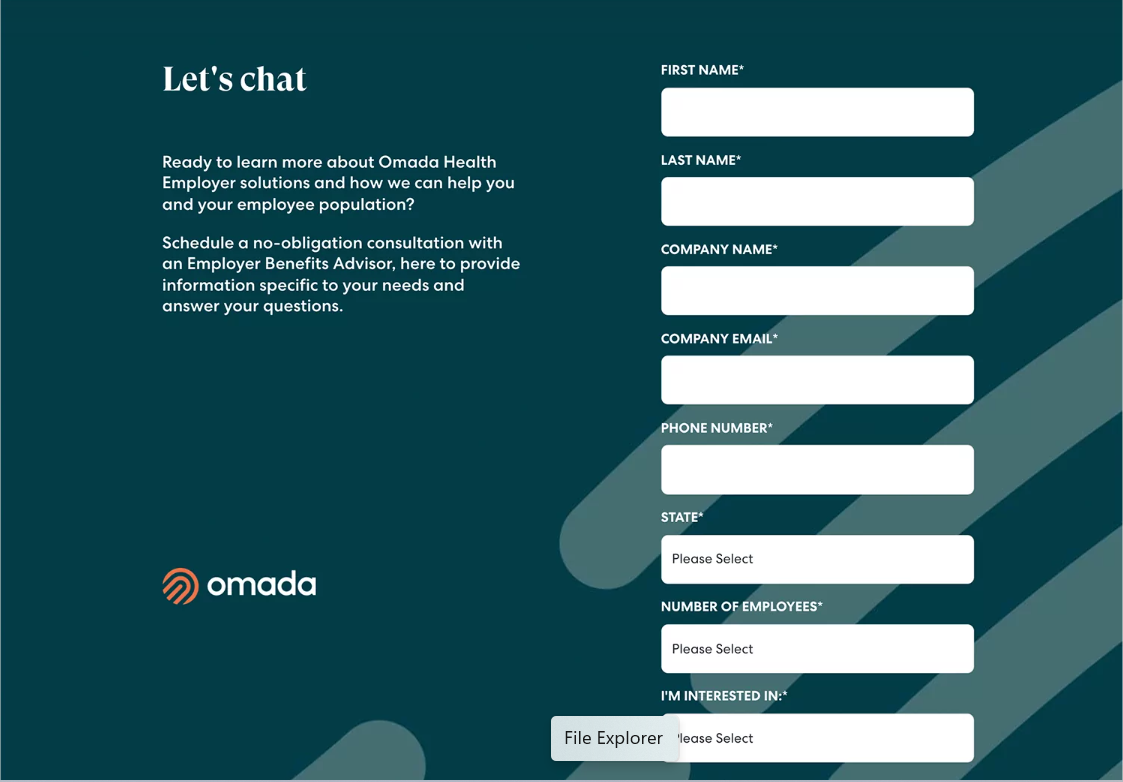 Let's chat
Ready to learn more about Omada Health
Employer solutions and how we can help you
and your employee population?
Schedule a no-obligation consultation with
an Employer Benefits Advisor, here to provide
information specific to your needs and
answer your questions.
omada
FIRST NAME*
LAST NAME*
COMPANY NAME*
COMPANY EMAIL*
PHONE NUMBER*
STATE*
Please Select
NUMBER OF EMPLOYEES*
Please Select
I'M INTERESTED IN:*
Please Select
File Explorer